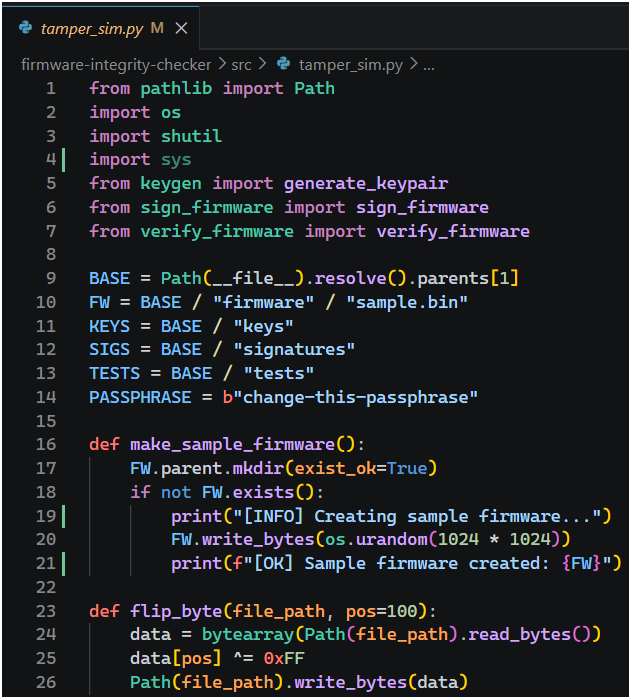 tamper_sim.py M
firmware-integrity-checker > src > tamper_sim.py > ...
1 from pathlib import Path
2 import os
3 import shutil
4 import sys
5 from keygen import generate_keypair
6 from sign_firmware import sign_firmware
7 from verify_firmware import verify_firmware
8
9 BASE = Path(__file__).resolve().parents[1]
10 FW = BASE / "firmware" / "sample.bin"
11 KEYS = BASE / "keys"
12 SIGS = BASE / "signatures"
13 TESTS = BASE / "tests"
14 PASSPHRASE = b"change-this-passphrase"
15
16 def make_sample_firmware():
17     FW.parent.mkdir(exist_ok=True)
18     if not FW.exists():
19         print("[INFO] Creating sample firmware...")
20         FW.write_bytes(os.urandom(1024 * 1024))
21         print(f"[OK] Sample firmware created: {FW}")
22
23 def flip_byte(file_path, pos=100):
24     data = bytearray(Path(file_path).read_bytes())
25     data[pos] ^= 0xFF
26     Path(file_path).write_bytes(data)